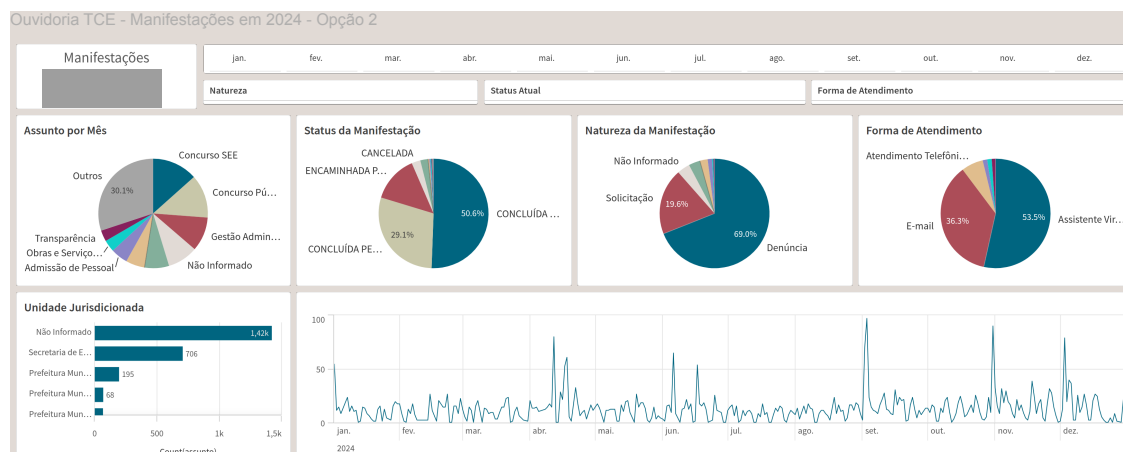 Ouvidoria TCE - Manifestações em 2024 - Opção 2
Manifestações
jan. fev. mar. abr. mai. jun. jul. ago. set. out. nov. dez.
Natureza Status Atual Forma de Atendimento
Assunto por Mês
Concurso SEE
Concurso Pú...
Gestão Admin...
Não Informado
Admissão de Pessoal
Obras e Serviço...
Transparência
Outros
30.1%
Status da Manifestação
CANCELADA
ENCAMINHADA P...
CONCLUÍDA ...
50.6%
CONCLUÍDA PE...
29.1%
Natureza da Manifestação
Não Informado
Solicitação
19.6%
69.0%
Denúncia
Forma de Atendimento
Atendimento Telefôni...
E-mail
36.3%
53.5%
Assistente Vir...
Unidade Jurisdicionada
Não Informado 1,42k
Secretaria de E... 706
Prefeitura Mun... 195
Prefeitura Mun... 68
Prefeitura Mun...
0 500 1k 1,5k
Count(assunto)
100
50
0
jan. fev. mar. abr. mai. jun. jul. ago. set. out. nov. dez.
2024